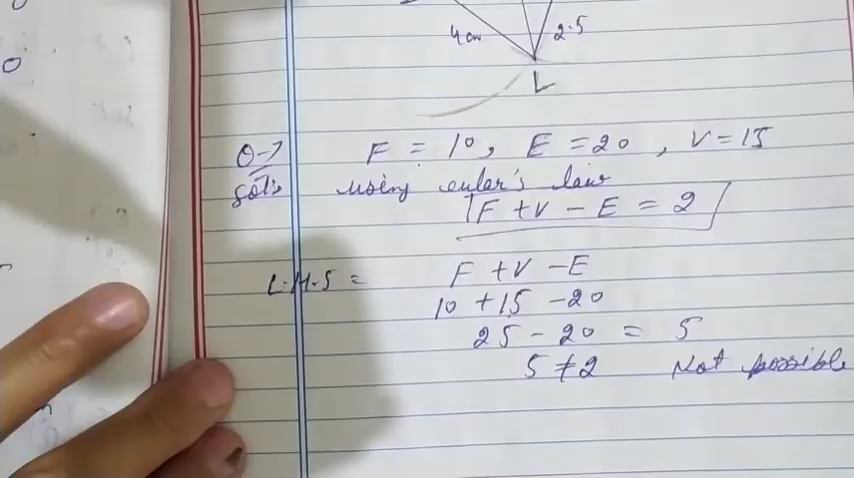 4cm 2.5
L
Q-7 F = 10, E = 20, V = 15
Sol: using eular's law
F + V - E = 2
L.H.S = F + V - E
10 + 15 - 20
25 - 20 = 5
5 ≠ 2 Not possible